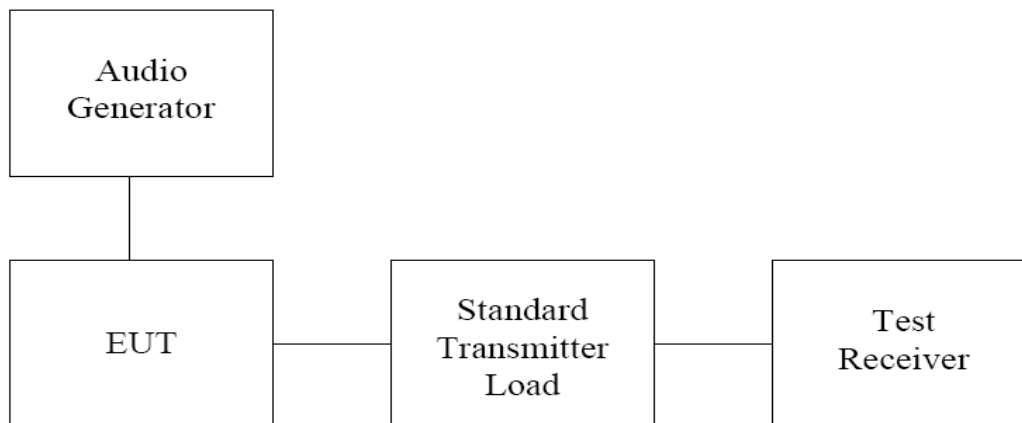 Audio
Generator
EUT
Standard
Transmitter
Load
Test
Receiver